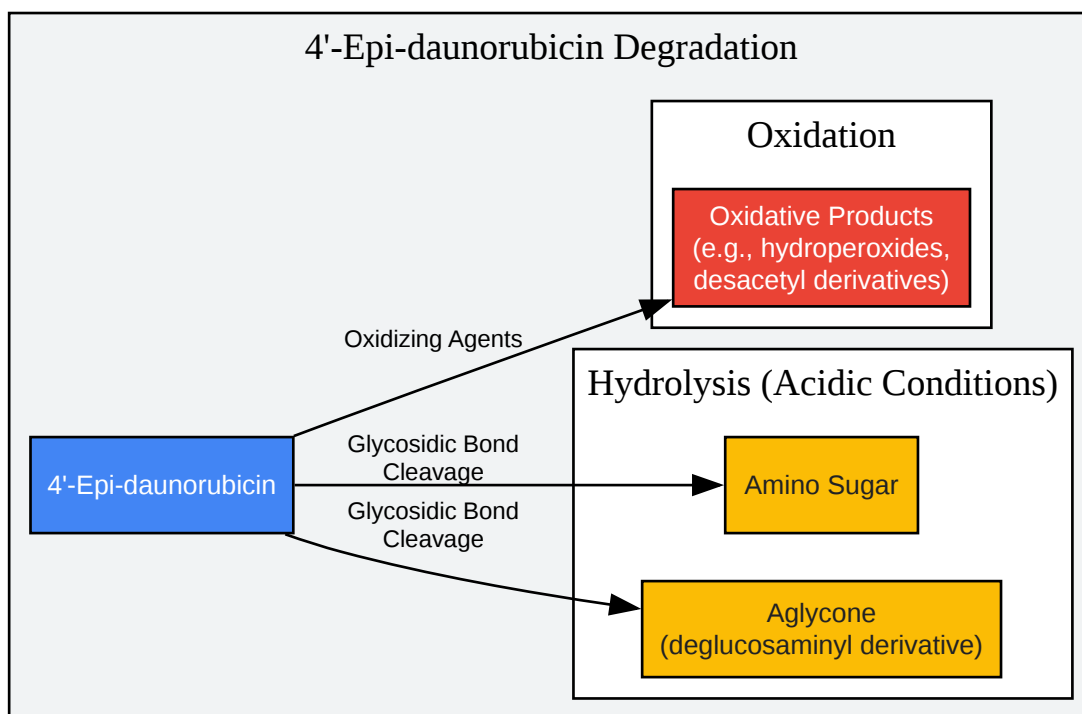 4'-Epi-daunorubicin Degradation
Oxidation
Oxidative Products
(e.g., hydroperoxides,
desacetyl derivatives)
Oxidizing Agents
Hydrolysis (Acidic Conditions)
4'-Epi-daunorubicin
Glycosidic Bond
Cleavage
Amino Sugar
Glycosidic Bond
Cleavage
Aglycone
(deglucosaminyl derivative)